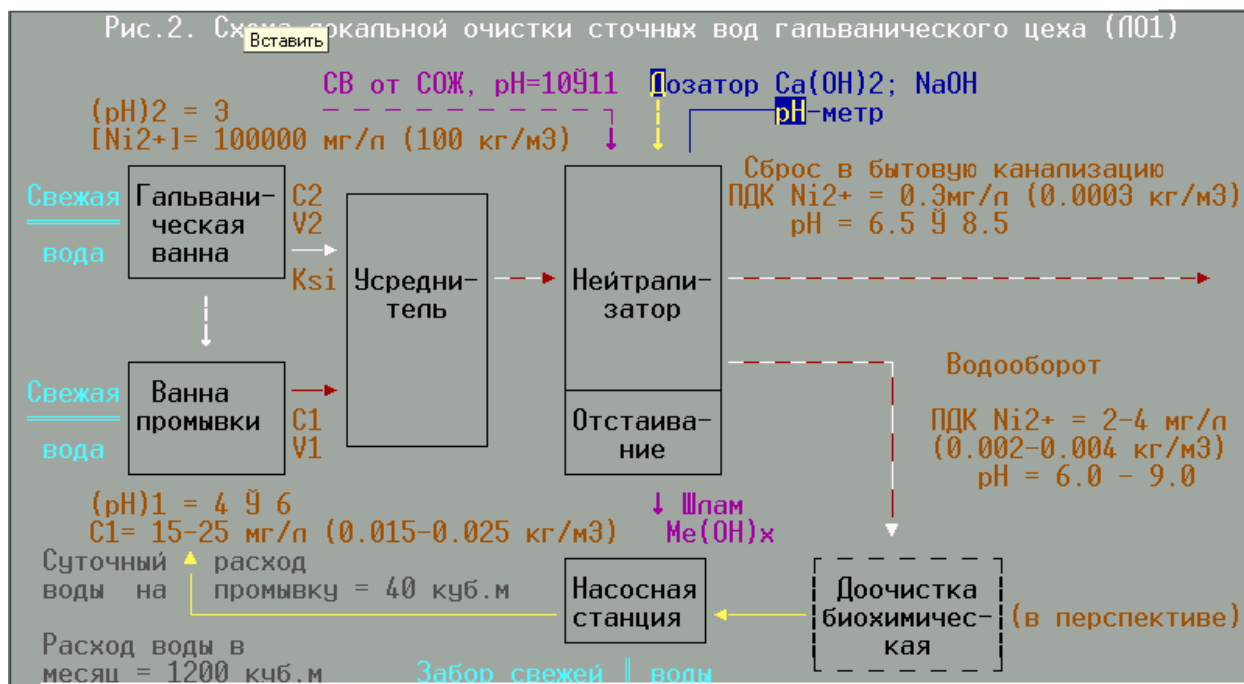 Рис.2. Сх Вставить окальной очистки сточных вод гальванического цеха (ЛО1)
СВ от СОЖ, pH=10Ў11
Дозатор Ca(OH)2; NaOH
pH-метр
(pH)2 = 3
[Ni2+]= 100000 мг/л (100 кг/м3)
Сброс в бытовую канализацию
ПДК Ni2+ = 0.3мг/л (0.0003 кг/м3)
pH = 6.5 Ў 8.5
Свежая
вода
Гальвани-
ческая
ванна
C2
V2
Ksi
Усредни-
тель
Нейтрали-
затор
Свежая
вода
Ванна
промывки
C1
V1
Отстаива-
ние
Водооборот
ПДК Ni2+ = 2-4 мг/л
(0.002-0.004 кг/м3)
pH = 6.0 - 9.0
(pH)1 = 4 Ў 6
C1= 15-25 мг/л (0.015-0.025 кг/м3)
Шлам
Me(OH)x
Суточный расход
воды на промывку = 40 куб.м
Насосная
станция
Доочистка
биохимичес-
кая
(в перспективе)
Расход воды в
месяц = 1200 куб.м
Забор свежей воды